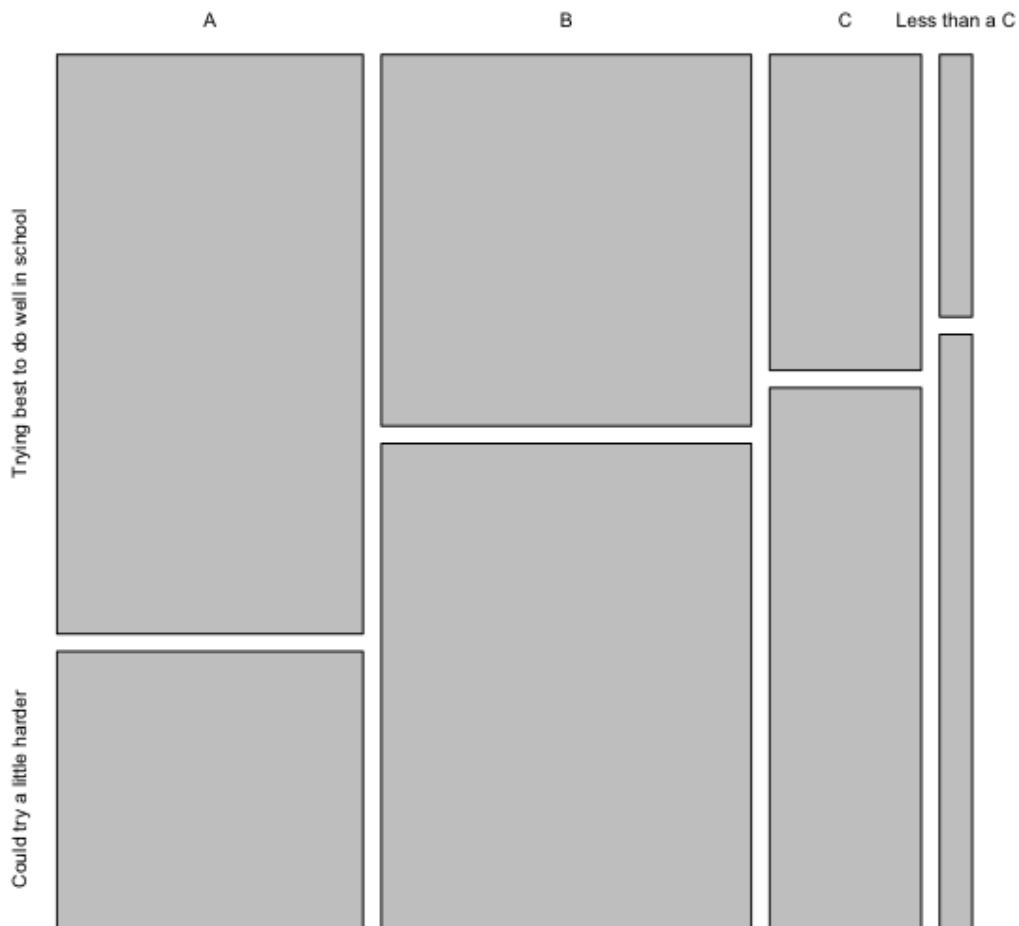 A
B
C
Less than a C
Trying best to do well in school
Could try a little harder